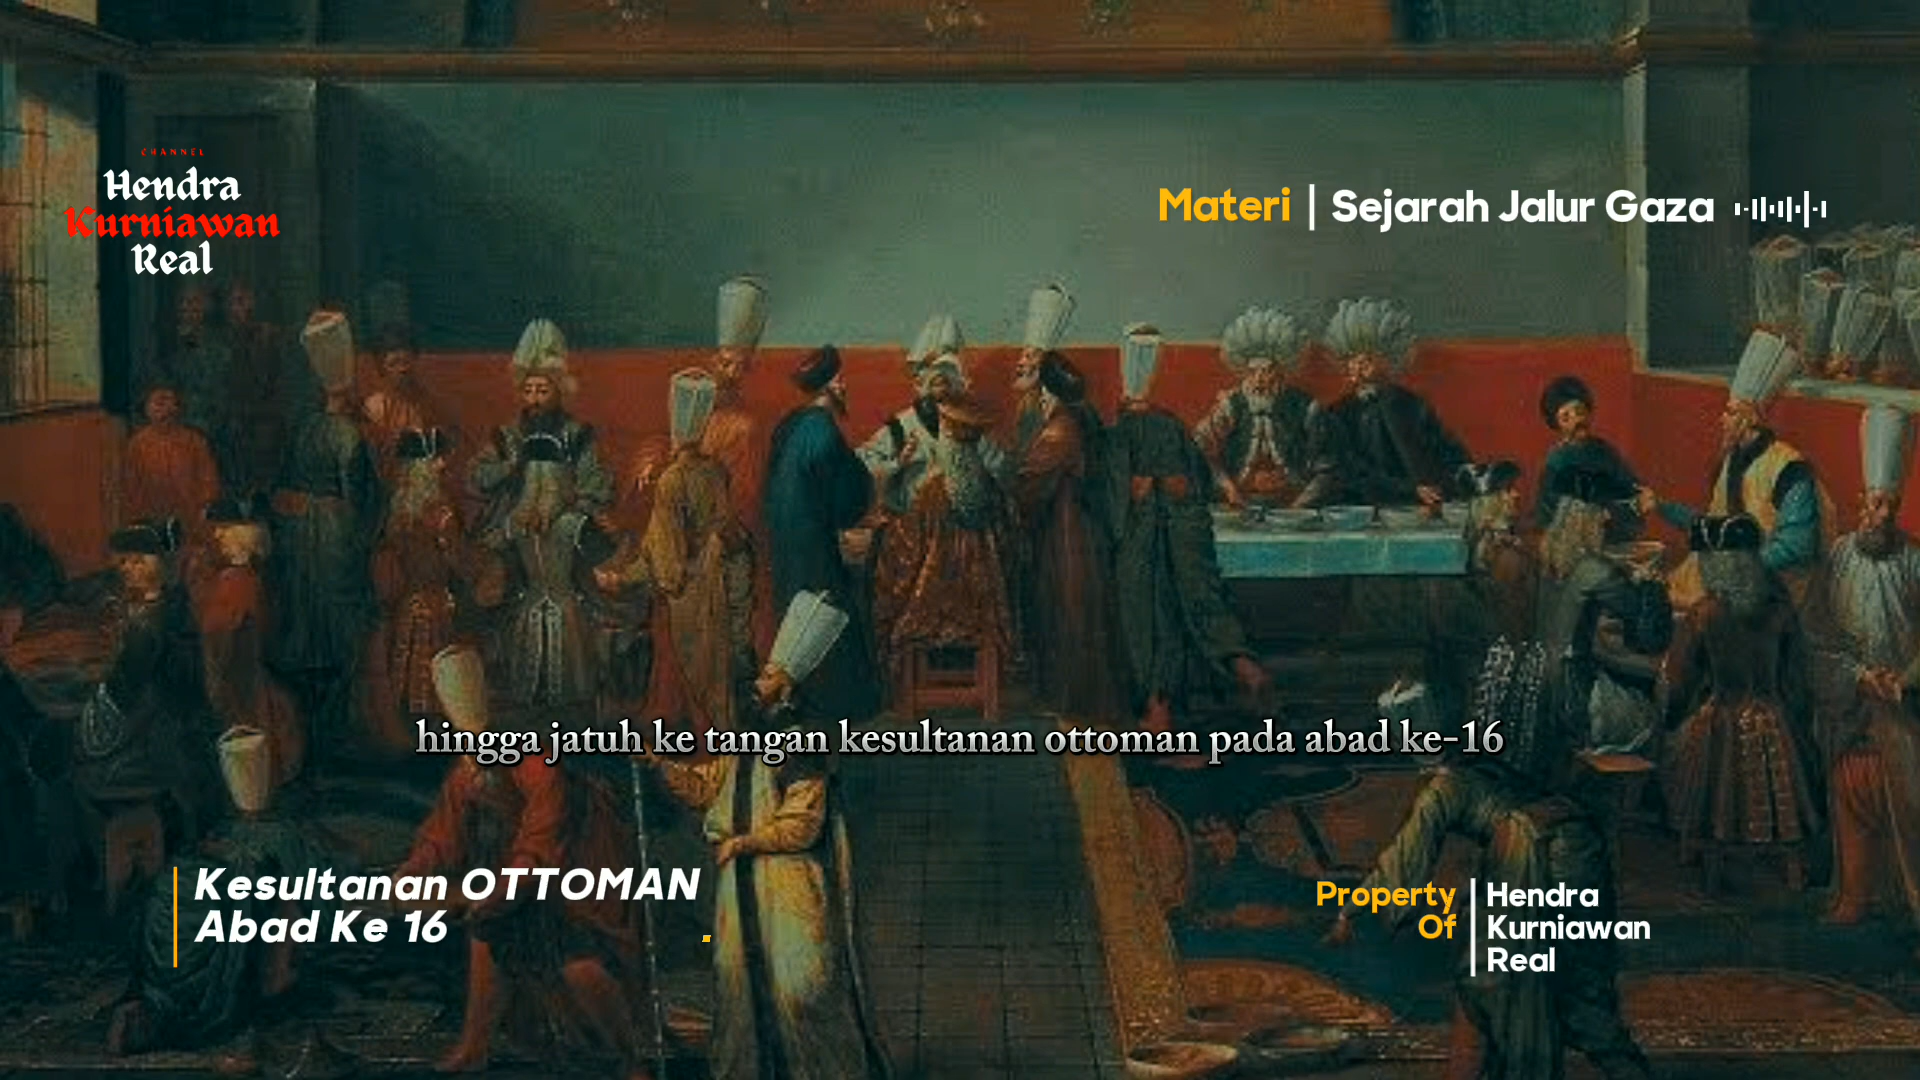 CHANNEL
Hendra
Kurniawan
Real
Materi | Sejarah Jalur Gaza
hingga jatuh ke tangan kesultanan ottoman pada abad ke-16
Kesultanan OTTOMAN
Abad Ke 16
Property
Of
Hendra
Kurniawan
Real